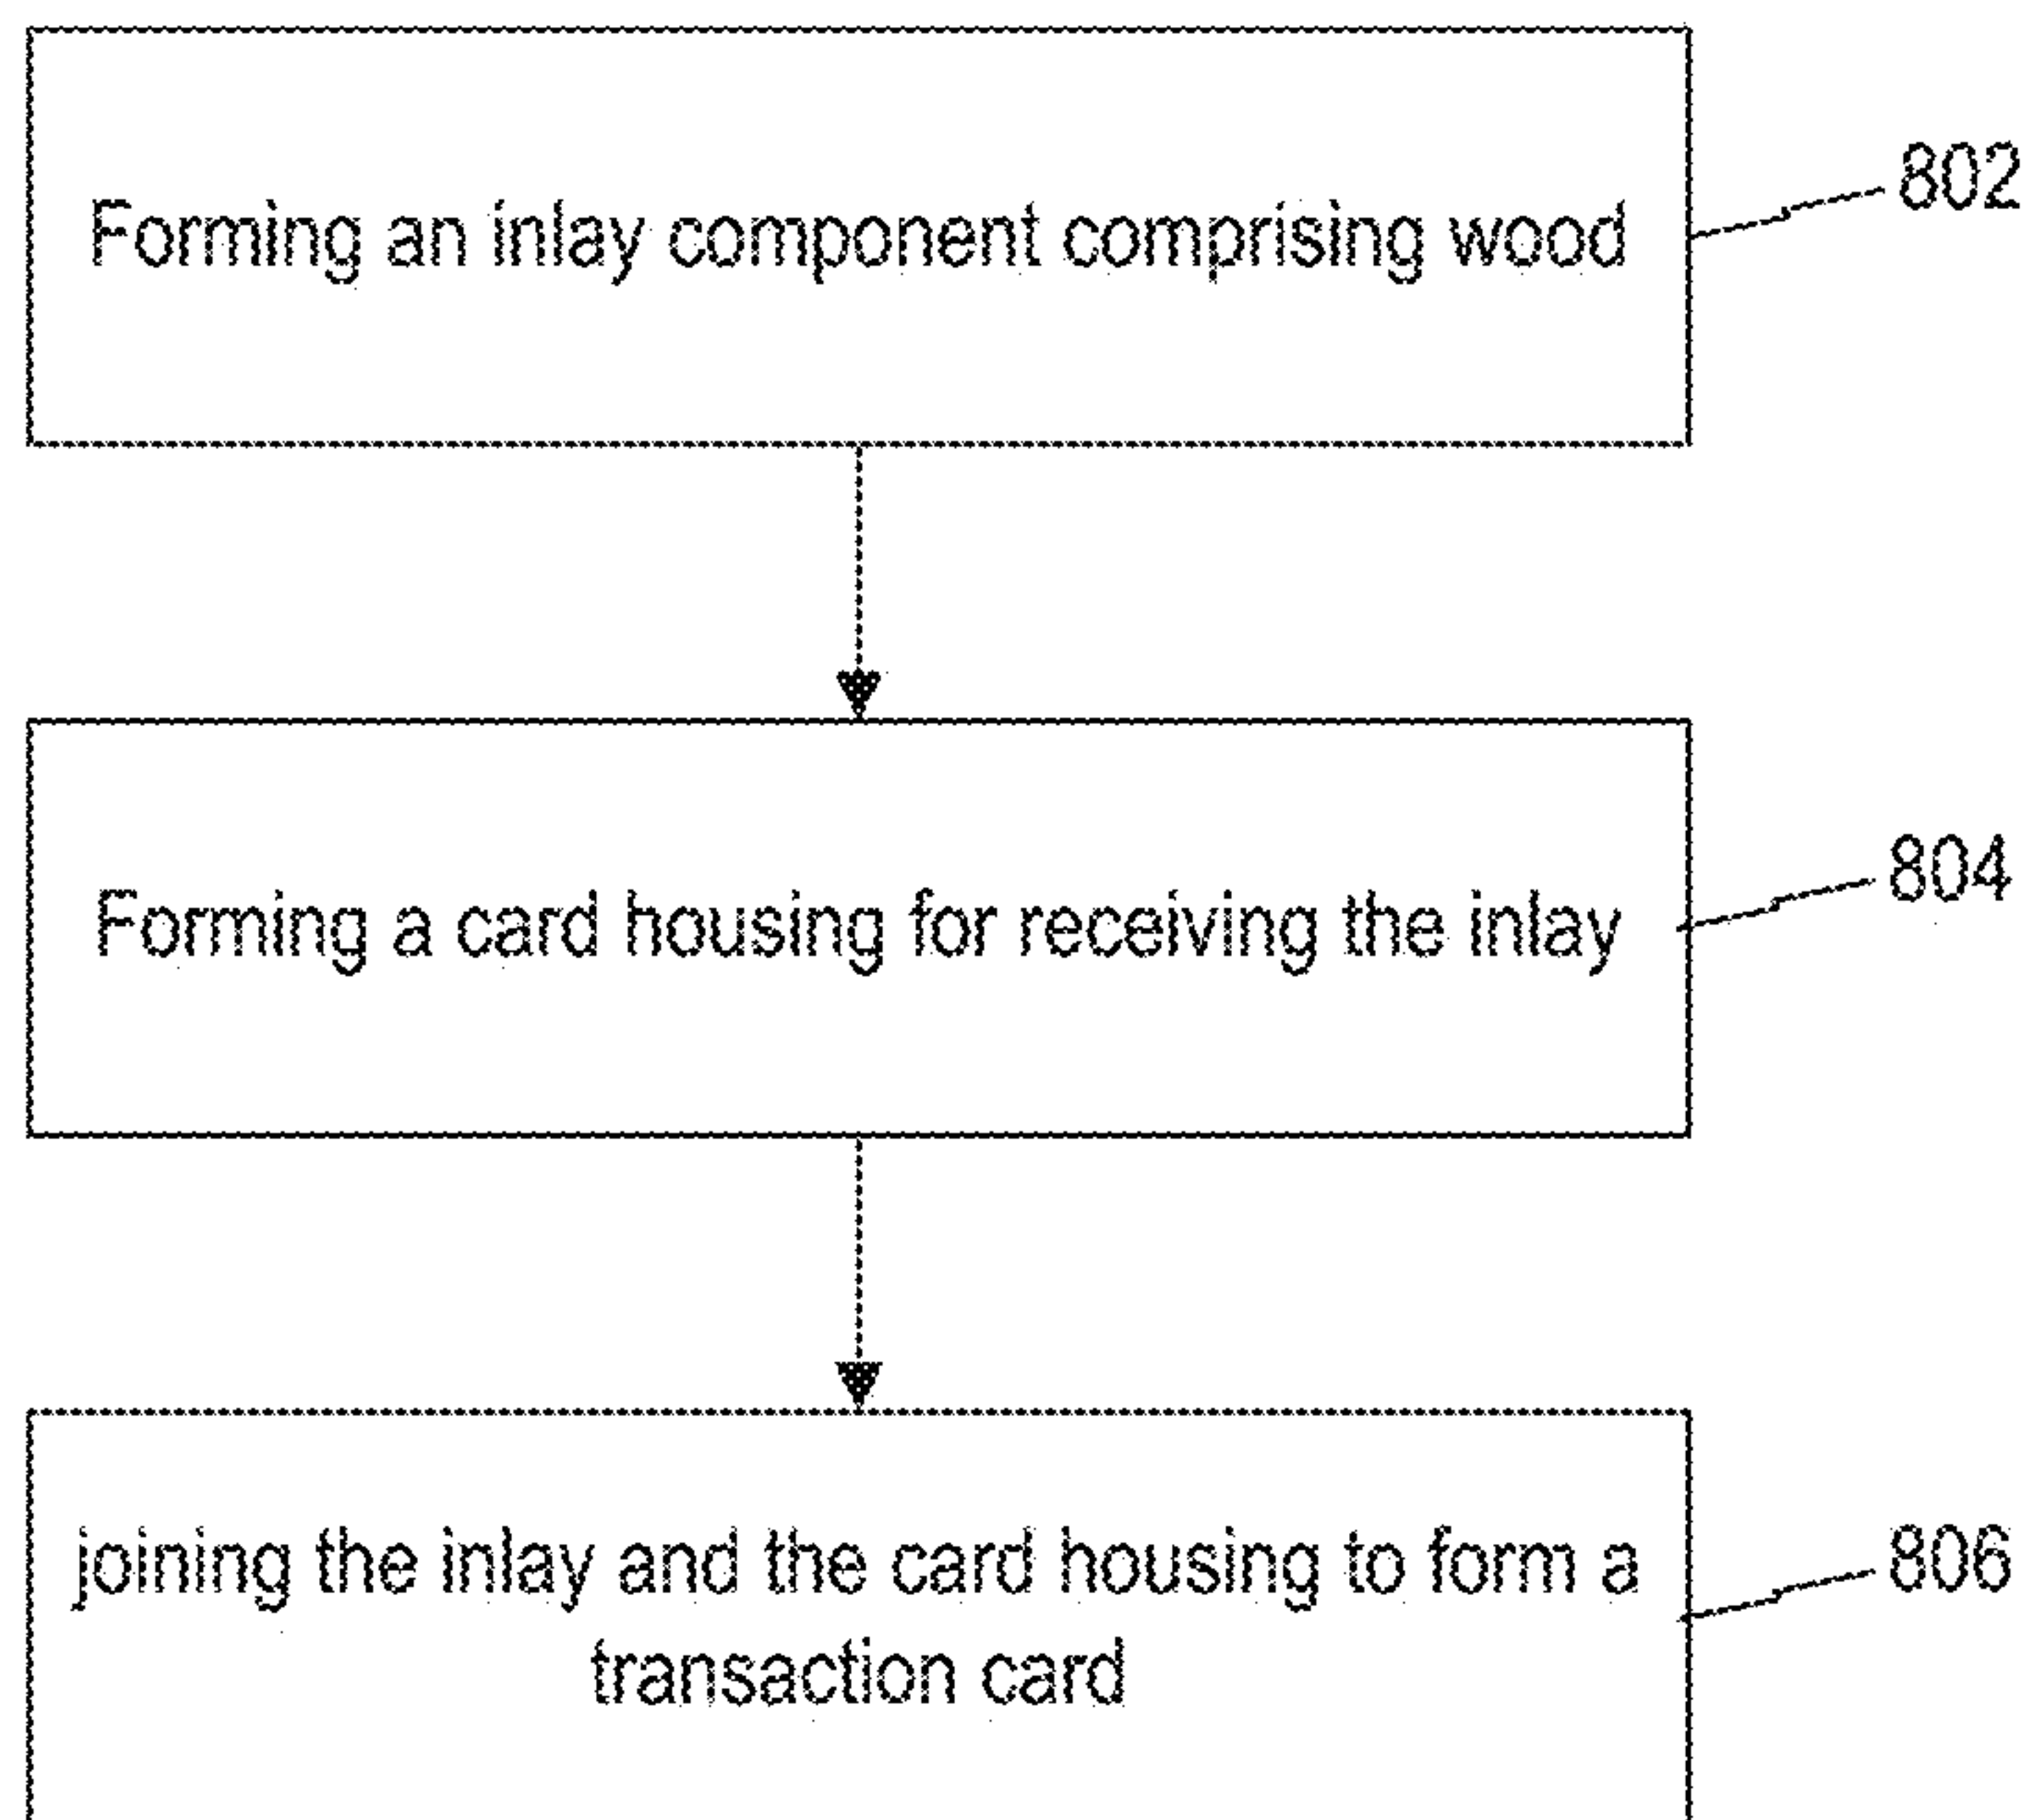 Forming an inlay component comprising wood
802
Forming a card housing for receiving the inlay
804
joining the inlay and the card housing to form a
transaction card
806